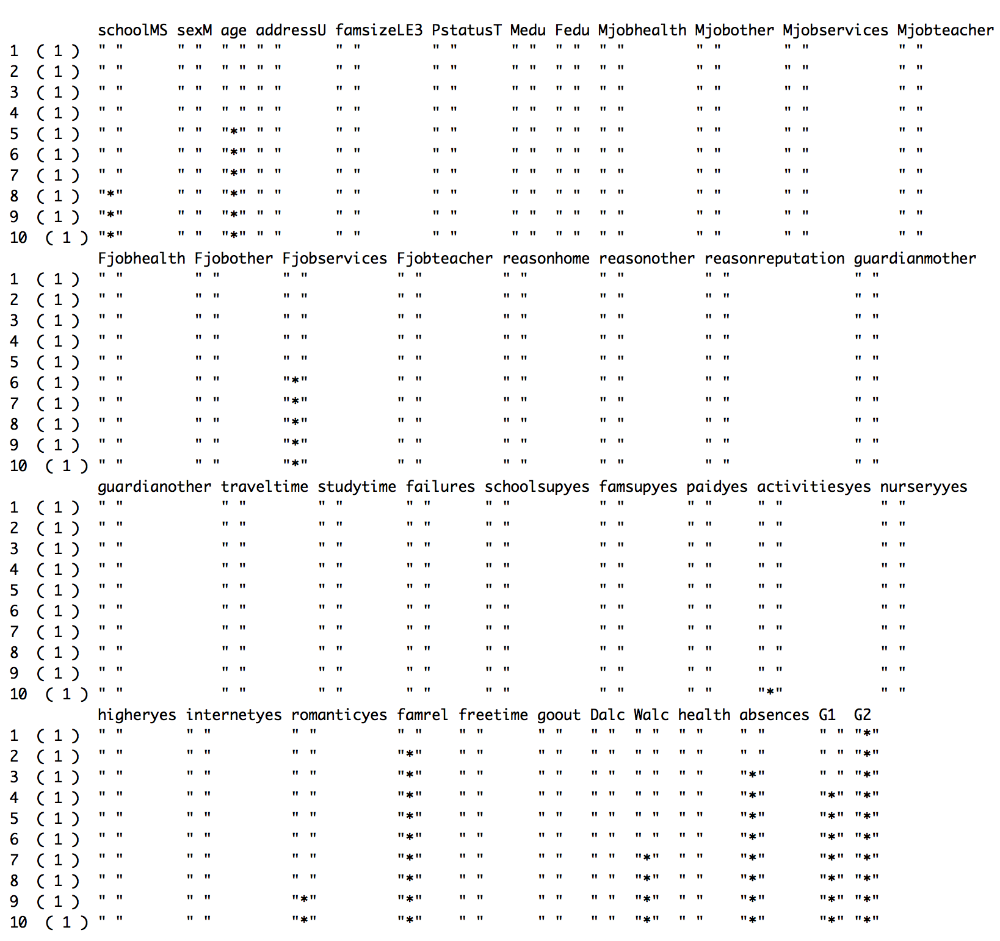 schoolMS sexM age addressU famsizeLE3 PstatusT Medu Fedu Mjobhealth Mjobother Mjobservices Mjobteacher
1  ( 1 ) " "      " "  " " " "      " "        " "      " "  " "  " "        " "       " "          " "
2  ( 1 ) " "      " "  " " " "      " "        " "      " "  " "  " "        " "       " "          " "
3  ( 1 ) " "      " "  " " " "      " "        " "      " "  " "  " "        " "       " "          " "
4  ( 1 ) " "      " "  " " " "      " "        " "      " "  " "  " "        " "       " "          " "
5  ( 1 ) " "      " "  "*" " "      " "        " "      " "  " "  " "        " "       " "          " "
6  ( 1 ) " "      " "  "*" " "      " "        " "      " "  " "  " "        " "       " "          " "
7  ( 1 ) " "      " "  "*" " "      " "        " "      " "  " "  " "        " "       " "          " "
8  ( 1 ) "*"      " "  "*" " "      " "        " "      " "  " "  " "        " "       " "          " "
9  ( 1 ) "*"      " "  "*" " "      " "        " "      " "  " "  " "        " "       " "          " "
10  ( 1 ) "*"      " "  "*" " "      " "        " "      " "  " "  " "        " "       " "          " "
         Fjobhealth Fjobother Fjobservices Fjobteacher reasonhome reasonother reasonreputation guardianmother
1  ( 1 ) " "        " "       " "          " "         " "        " "         " "              " "
2  ( 1 ) " "        " "       " "          " "         " "        " "         " "              " "
3  ( 1 ) " "        " "       " "          " "         " "        " "         " "              " "
4  ( 1 ) " "        " "       " "          " "         " "        " "         " "              " "
5  ( 1 ) " "        " "       " "          " "         " "        " "         " "              " "
6  ( 1 ) " "        " "       "*"          " "         " "        " "         " "              " "
7  ( 1 ) " "        " "       "*"          " "         " "        " "         " "              " "
8  ( 1 ) " "        " "       "*"          " "         " "        " "         " "              " "
9  ( 1 ) " "        " "       "*"          " "         " "        " "         " "              " "
10  ( 1 ) " "        " "       "*"          " "         " "        " "         " "              " "
         guardianother traveltime studytime failures schoolsupyes famsupyes paidyes activitiesyes nurseryyes
1  ( 1 ) " "           " "        " "       " "      " "          " "       " "     " "           " "
2  ( 1 ) " "           " "        " "       " "      " "          " "       " "     " "           " "
3  ( 1 ) " "           " "        " "       " "      " "          " "       " "     " "           " "
4  ( 1 ) " "           " "        " "       " "      " "          " "       " "     " "           " "
5  ( 1 ) " "           " "        " "       " "      " "          " "       " "     " "           " "
6  ( 1 ) " "           " "        " "       " "      " "          " "       " "     " "           " "
7  ( 1 ) " "           " "        " "       " "      " "          " "       " "     " "           " "
8  ( 1 ) " "           " "        " "       " "      " "          " "       " "     " "           " "
9  ( 1 ) " "           " "        " "       " "      " "          " "       " "     " "           " "
10  ( 1 ) " "           " "        " "       " "      " "          " "       " "     "*"           " "
         higheryes internetyes romanticyes famrel freetime goout Dalc Walc health absences G1  G2
1  ( 1 ) " "       " "         " "         " "    " "      " "   " "  " "  " "    " "      " " "*"
2  ( 1 ) " "       " "         " "         "*"    " "      " "   " "  " "  " "    " "      " " "*"
3  ( 1 ) " "       " "         " "         "*"    " "      " "   " "  " "  " "    "*"      " " "*"
4  ( 1 ) " "       " "         " "         "*"    " "      " "   " "  " "  " "    "*"      "*" "*"
5  ( 1 ) " "       " "         " "         "*"    " "      " "   " "  " "  " "    "*"      "*" "*"
6  ( 1 ) " "       " "         " "         "*"    " "      " "   " "  " "  " "    "*"      "*" "*"
7  ( 1 ) " "       " "         " "         "*"    " "      " "   " "  "*"  " "    "*"      "*" "*"
8  ( 1 ) " "       " "         " "         "*"    " "      " "   " "  "*"  " "    "*"      "*" "*"
9  ( 1 ) " "       " "         "*"         "*"    " "      " "   " "  "*"  " "    "*"      "*" "*"
10  ( 1 ) " "       " "         "*"         "*"    " "      " "   " "  "*"  " "    "*"      "*" "*"